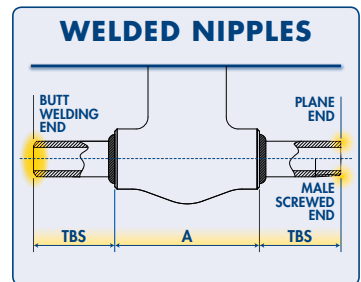 WELDED NIPPLES
BUTT
WELDING
END
PLANE
END
MALE
SCREWED
END
TBS
A
TBS